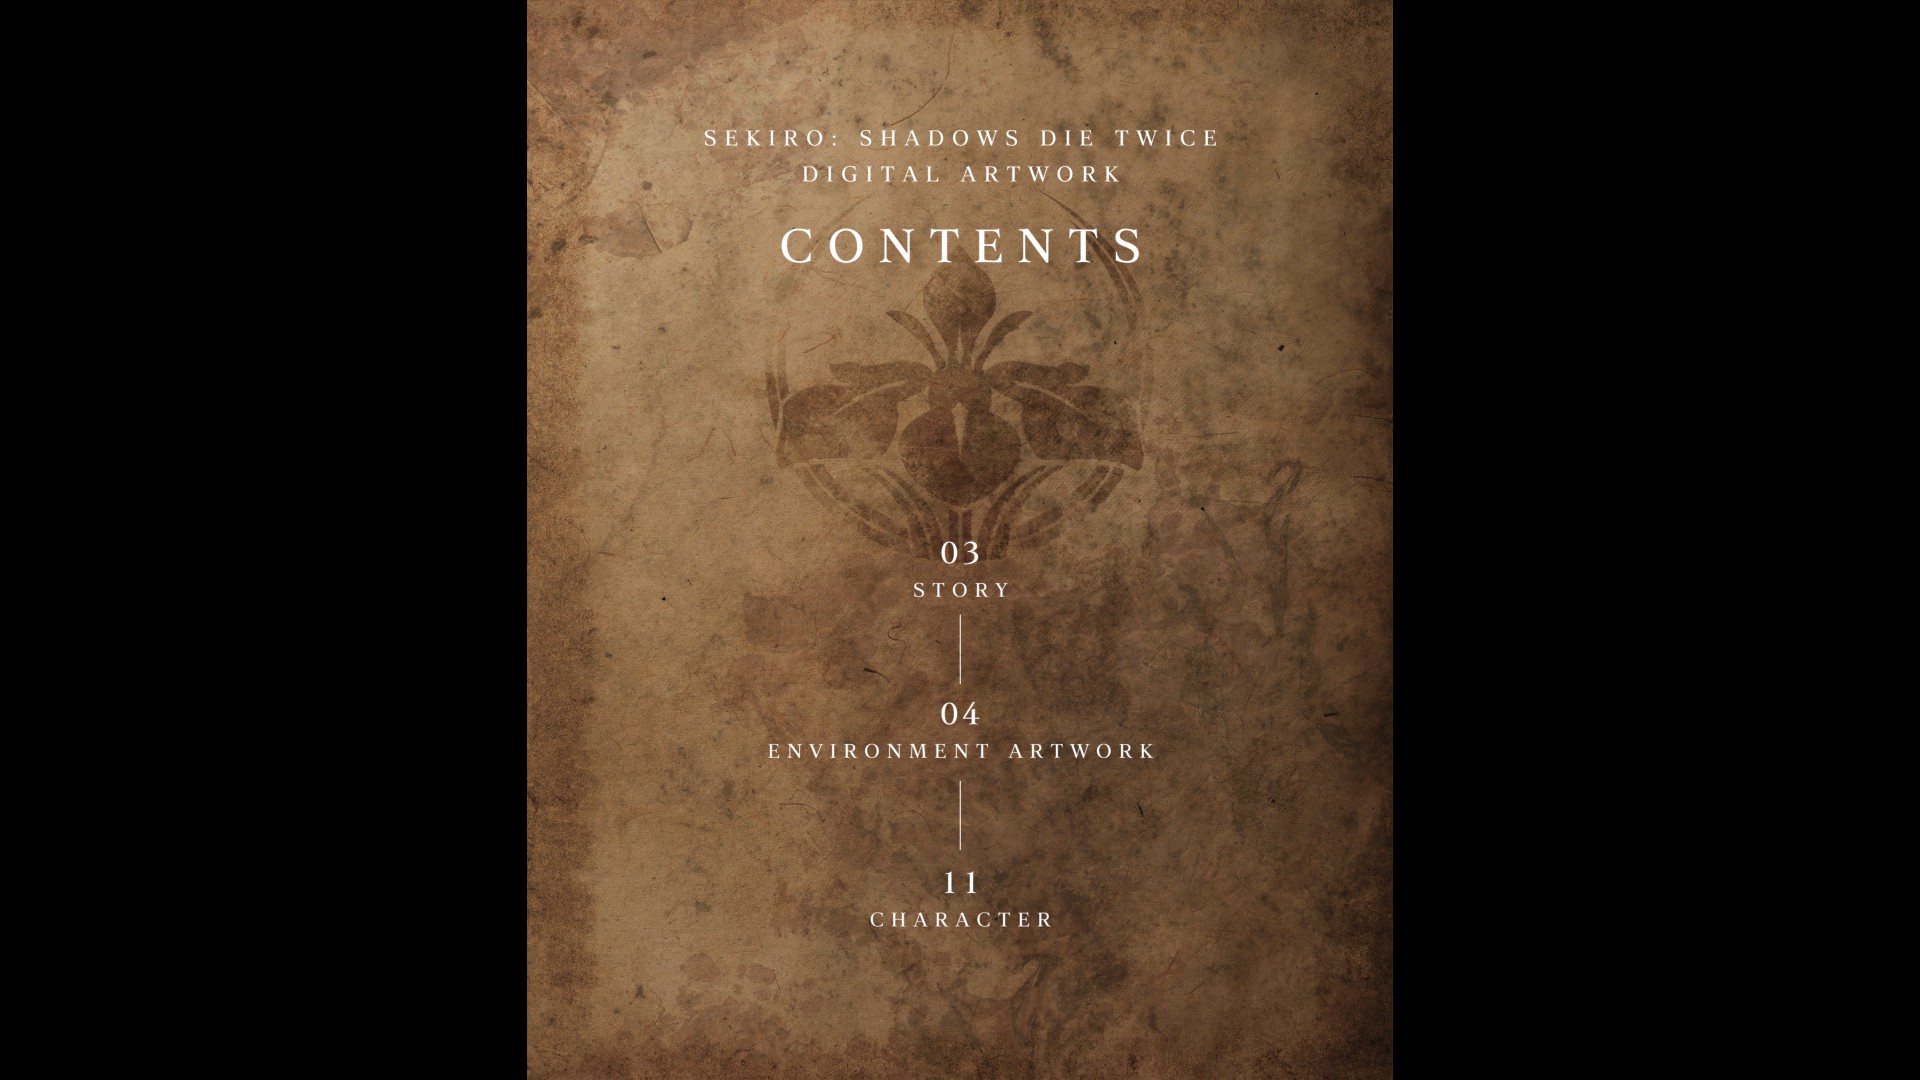 SEKIRO: SHADOWS DIE TWICE
DIGITAL ARTWORK
CONTENTS
03
STORY
04
ENVIRONMENT ARTWORK
11
CHARACTER